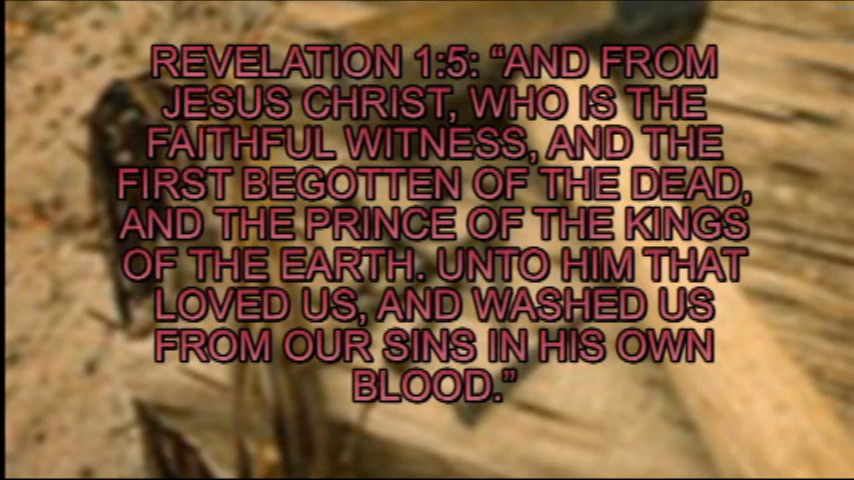 REVELATION 1:5: “AND FROM
JESUS CHRIST, WHO IS THE
FAITHFUL WITNESS, AND THE
FIRST BEGOTTEN OF THE DEAD,
AND THE PRINCE OF THE KINGS
OF THE EARTH. UNTO HIM THAT
LOVED US, AND WASHED US
FROM OUR SINS IN HIS OWN
BLOOD.”